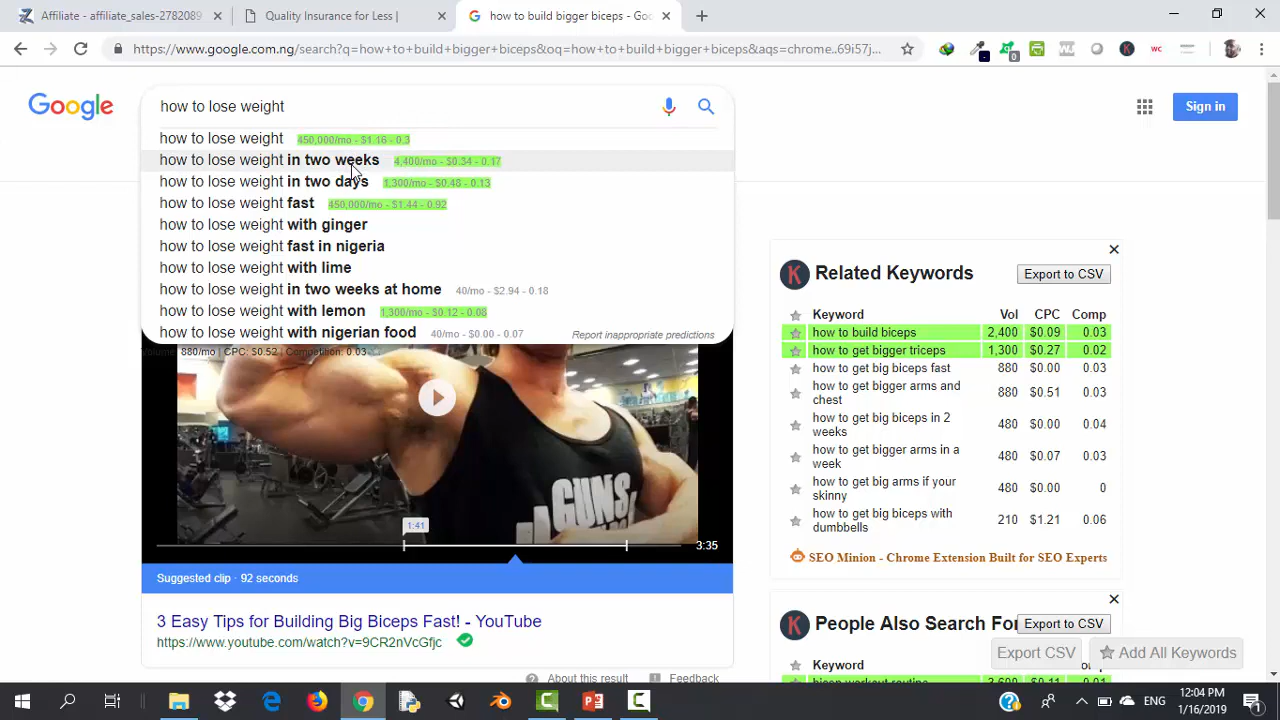 Affiliate - affiliate_sales-2782089
Quality Insurance for Less |
how to build bigger biceps - Goo
https://www.google.com.ng/search?q=how+to+build+bigger+biceps&oq=how+to+build+bigger+biceps&aqs=chrome..69i57j...
0
WJ
K
WC
Google
how to lose weight
Sign in
how to lose weight 450,000/mo - $1.16 - 0.3
how to lose weight in two weeks 4,400/mo - $0.34 - 0.17
how to lose weight in two days 1,300/mo - $0.48 - 0.13
how to lose weight fast 450,000/mo - $1.44 - 0.92
how to lose weight with ginger
how to lose weight fast in nigeria
how to lose weight with lime
how to lose weight in two weeks at home 40/mo - $2.94 - 0.18
how to lose weight with lemon 1,300/mo - $0.12 - 0.08
how to lose weight with nigerian food 40/mo - $0.00 - 0.07
Report inappropriate predictions
Volume: 880/mo | CPC: $0.52 | Competition: 0.03
GUNS
1:41
3:35
Suggested clip · 92 seconds
3 Easy Tips for Building Big Biceps Fast! - YouTube
https://www.youtube.com/watch?v=9CR2nVcGfjc
About this result
Feedback
K Related Keywords
Export to CSV
Keyword Vol CPC Comp
how to build biceps 2,400 $0.09 0.03
how to get bigger triceps 1,300 $0.27 0.02
how to get big biceps fast 880 $0.00 0.03
how to get bigger arms and
chest 880 $0.51 0.03
how to get big biceps in 2
weeks 480 $0.00 0.04
how to get bigger arms in a
week 480 $0.07 0.03
how to get big arms if your
skinny 480 $0.00 0
how to get big biceps with
dumbbells 210 $1.21 0.06
SEO Minion - Chrome Extension Built for SEO Experts
K People Also Search For
Export to CSV
Export CSV
Add All Keywords
Keyword
bicep workout routine 3,600 $0.11 0.01
ENG
12:04 PM
1/16/2019
1